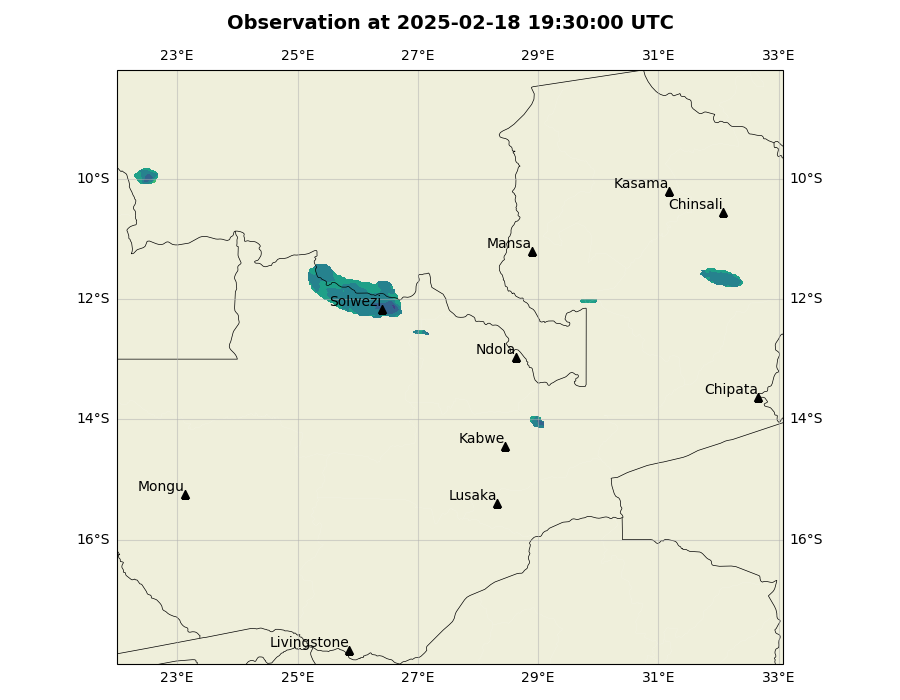 Observation at 2025-02-18 19:30:00 UTC
23°E 25°E 27°E 29°E 31°E 33°E
10°S 10°S
Kasama
Chinsali
Mansa
12°S 12°S
Solwezi
Ndola
Chipata
14°S 14°S
Kabwe
Mongu
Lusaka
16°S 16°S
Livingstone
23°E 25°E 27°E 29°E 31°E 33°E